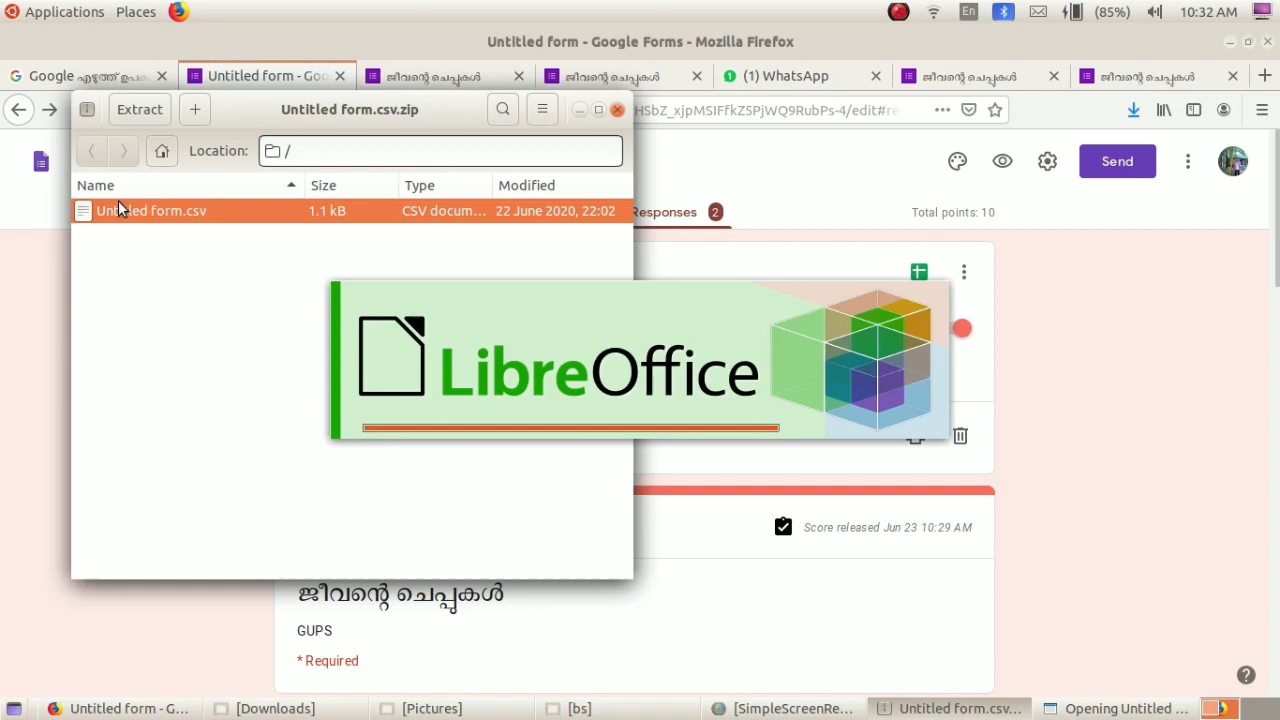 Applications Places En (85%) 10:32 AM
Untitled form - Google Forms - Mozilla Firefox
Google എഴുത്ത് ഉപക Untitled form - Goo ജീവന്റെ ചെപ്പുകൾ ജീവന്റെ ചെപ്പുകൾ (1) WhatsApp ജീവന്റെ ചെപ്പുകൾ ജീവന്റെ ചെപ്പുകൾ
Extract Untitled form.csv.zip
HSbZ_xjpMSIFfkZ5PjWQ9RubPs-4/edit#re
Location: /
Send
Name Size Type Modified
Untitled form.csv 1.1 kB CSV docum... 22 June 2020, 22:02
Responses 2 Total points: 10
LibreOffice
Score released Jun 23 10:29 AM
ജീവന്റെ ചെപ്പുകൾ
GUPS
* Required
Untitled form - G... [Downloads] [Pictures] [bs] [SimpleScreenRe... Untitled form.csv... Opening Untitled ...